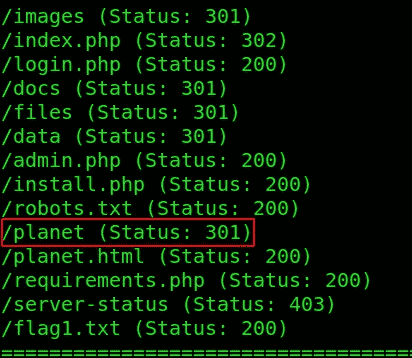 /images (Status: 301)
/index.php (Status: 302)
/login.php (Status: 200)
/docs (Status: 301)
/files (Status: 301)
/data (Status: 301)
/admin.php (Status: 200)
/install.php (Status: 200)
/robots.txt (Status: 200)
/planet (Status: 301)
/planet.html (Status: 200)
/requirements.php (Status: 200)
/server-status (Status: 403)
/flag1.txt (Status: 200)
==================================